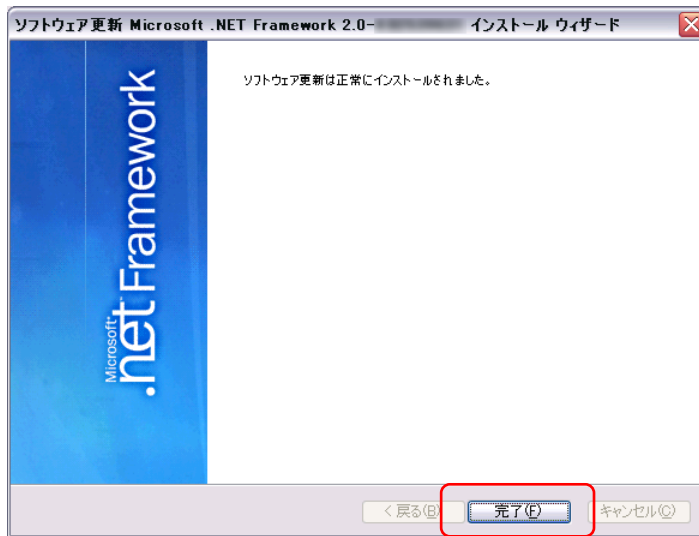 ソフトウェア更新 Microsoft .NET Framework 2.0- インストール ウィザード
ソフトウェア更新は正常にインストールされました。
Microsoft
.net Framework
< 戻る(B)
完了(F)
キャンセル(C)